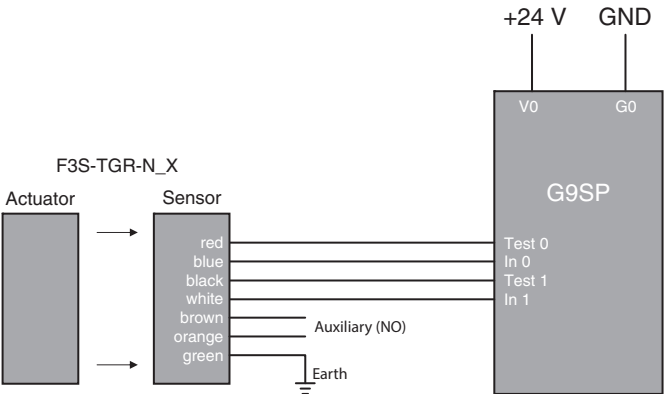 +24 V GND
V0 G0
F3S-TGR-N_X
G9SP
Actuator Sensor
red Test 0
blue In 0
black Test 1
white In 1
brown
Auxiliary (NO)
orange
green
Earth